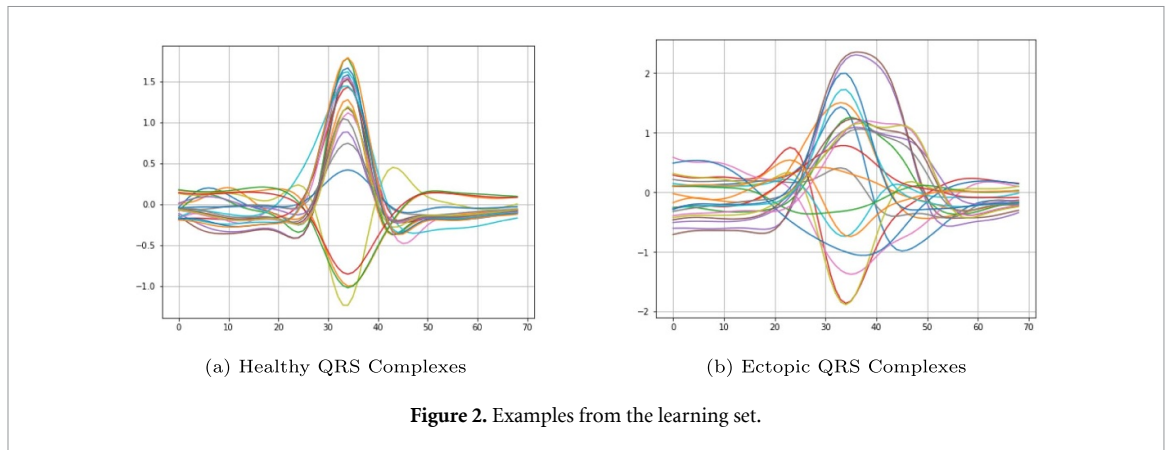 1.5
1.0
0.5
0.0
−0.5
−1.0
0 10 20 30 40 50 60 70
2
1
0
−1
−2
0 10 20 30 40 50 60 70
(a) Healthy QRS Complexes
(b) Ectopic QRS Complexes
Figure 2. Examples from the learning set.